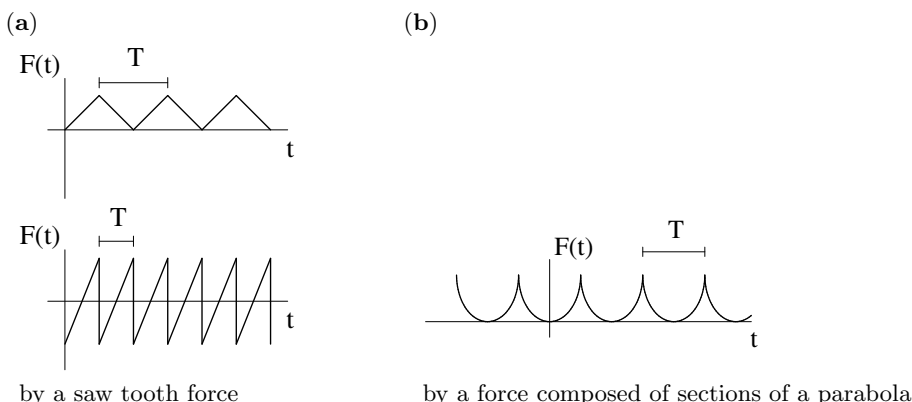 (a)
F(t)
T
t
F(t)
T
t
by a saw tooth force
(b)
F(t)
T
t
by a force composed of sections of a parabola